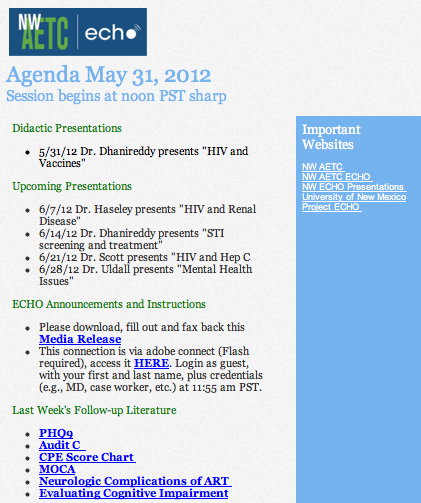 NW
AETC echo
Agenda May 31, 2012
Session begins at noon PST sharp
Didactic Presentations
• 5/31/12 Dr. Dhanireddy presents "HIV and
Vaccines"
Upcoming Presentations
• 6/7/12 Dr. Haseley presents "HIV and Renal
Disease"
• 6/14/12 Dr. Dhanireddy presents "STI
screening and treatment"
• 6/21/12 Dr. Scott presents "HIV and Hep C
• 6/28/12 Dr. Uldall presents "Mental Health
Issues"
ECHO Announcements and Instructions
• Please download, fill out and fax back this
Media Release
• This connection is via adobe connect (Flash
required), access it HERE. Login as guest,
with your first and last name, plus credentials
(e.g., MD, case worker, etc.) at 11:55 am PST.
Last Week's Follow-up Literature
• PHQ9
• Audit C
• CPE Score Chart
• MOCA
• Neurologic Complications of ART
• Evaluating Cognitive Impairment
Important
Websites
NW AETC
NW AETC ECHO
NW ECHO Presentations
University of New Mexico
Project ECHO